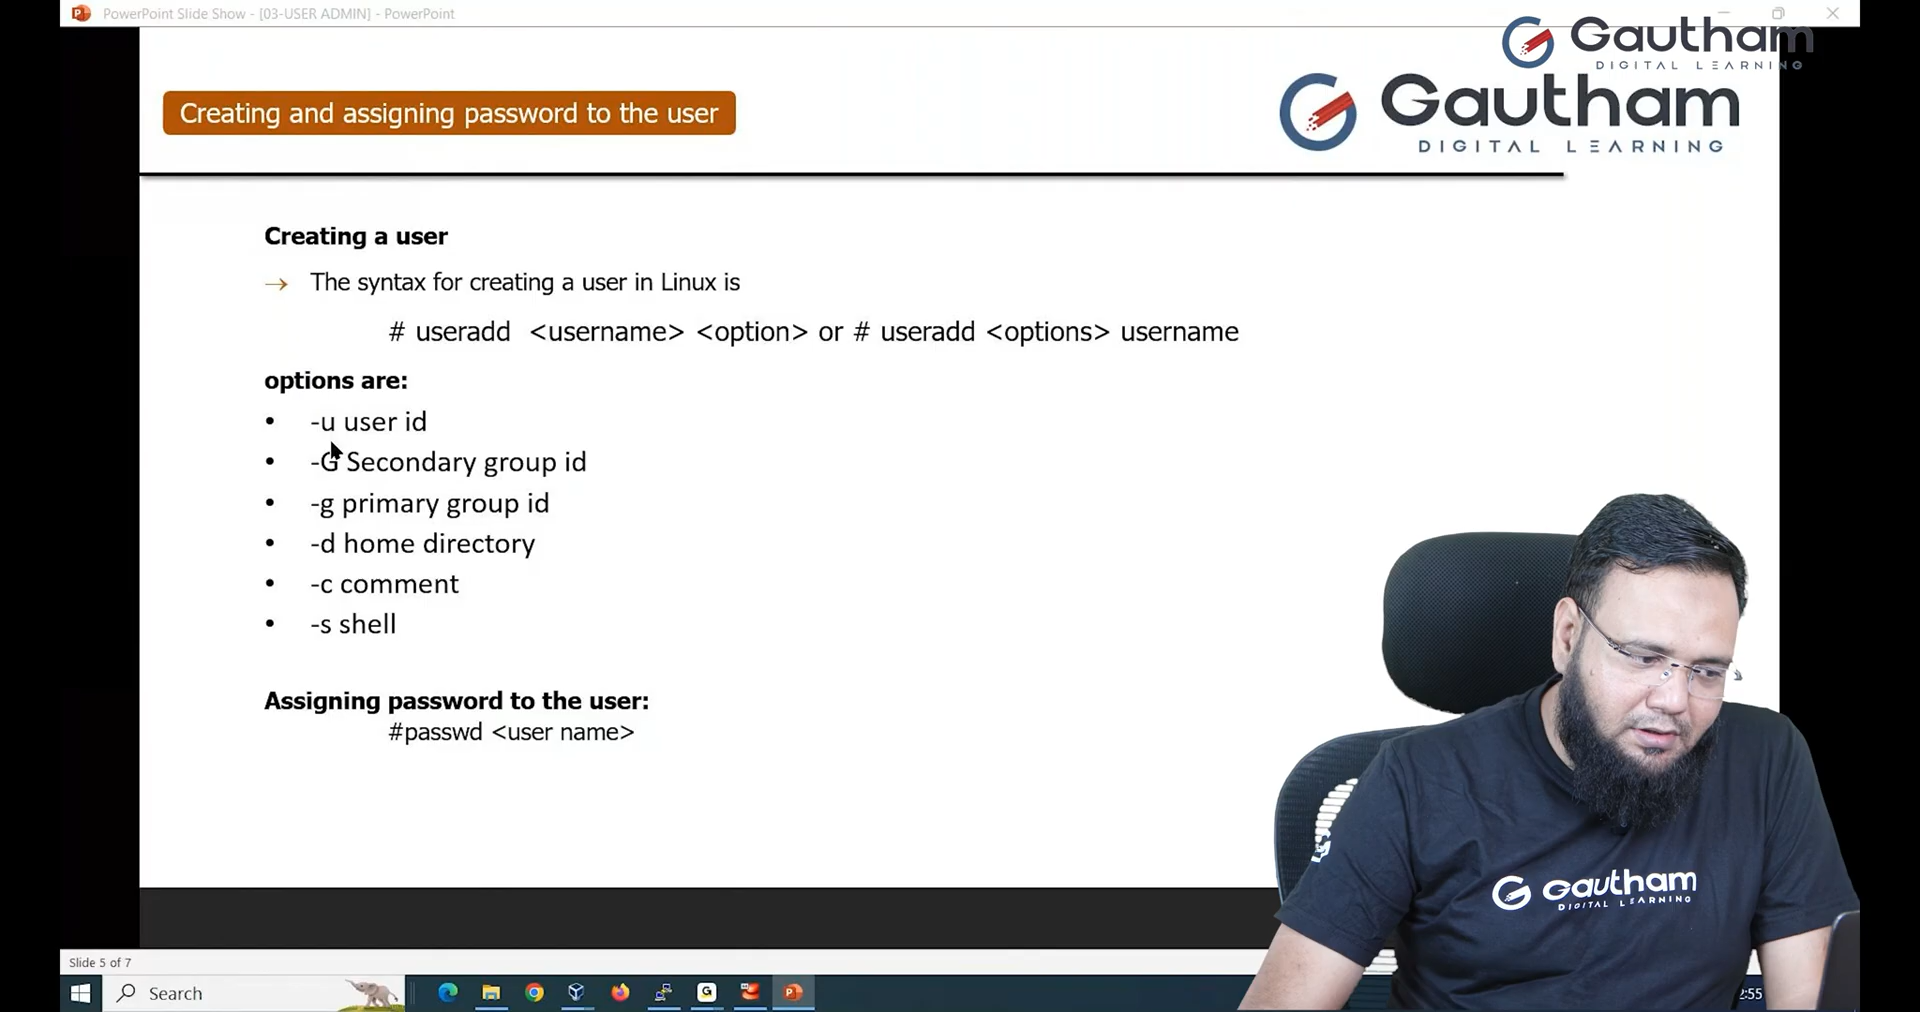 PowerPoint Slide Show - [03-USER ADMIN] - PowerPoint
Gautham
DIGITAL LEARNING
Gautham
DIGITAL LEARNING
Creating and assigning password to the user
Creating a user
→ The syntax for creating a user in Linux is
# useradd <username> <option> or # useradd <options> username
options are:
• -u user id
• -G Secondary group id
• -g primary group id
• -d home directory
• -c comment
• -s shell
Assigning password to the user:
#passwd <user name>
Gautham
DIGITAL LEARNING
Slide 5 of 7
Search
2:55